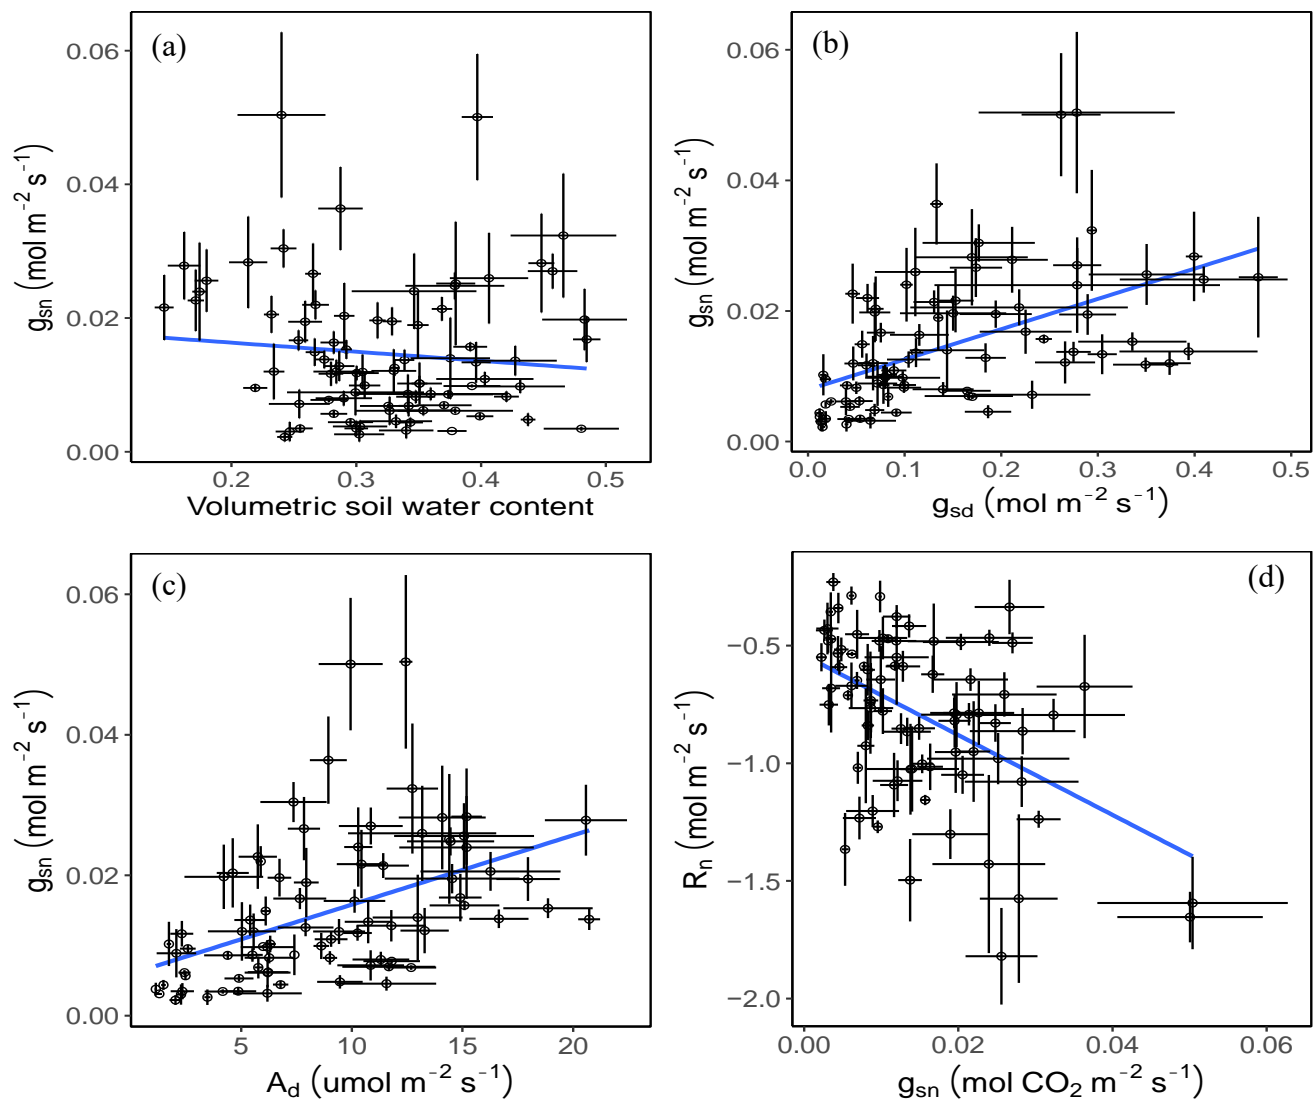 (a)
0.06
0.04
0.02
0.00
gsn (mol m−2 s−1)
0.2 0.3 0.4 0.5
Volumetric soil water content
(b)
0.06
0.04
0.02
0.00
gsn (mol m−2 s−1)
0.0 0.1 0.2 0.3 0.4 0.5
gsd (mol m−2 s−1)
(c)
0.06
0.04
0.02
0.00
gsn (mol m−2 s−1)
5 10 15 20
Ad (umol m−2 s−1)
(d)
−0.5
−1.0
−1.5
−2.0
Rn (mol m−2 s−1)
0.00 0.02 0.04 0.06
gsn (mol CO2 m−2 s−1)